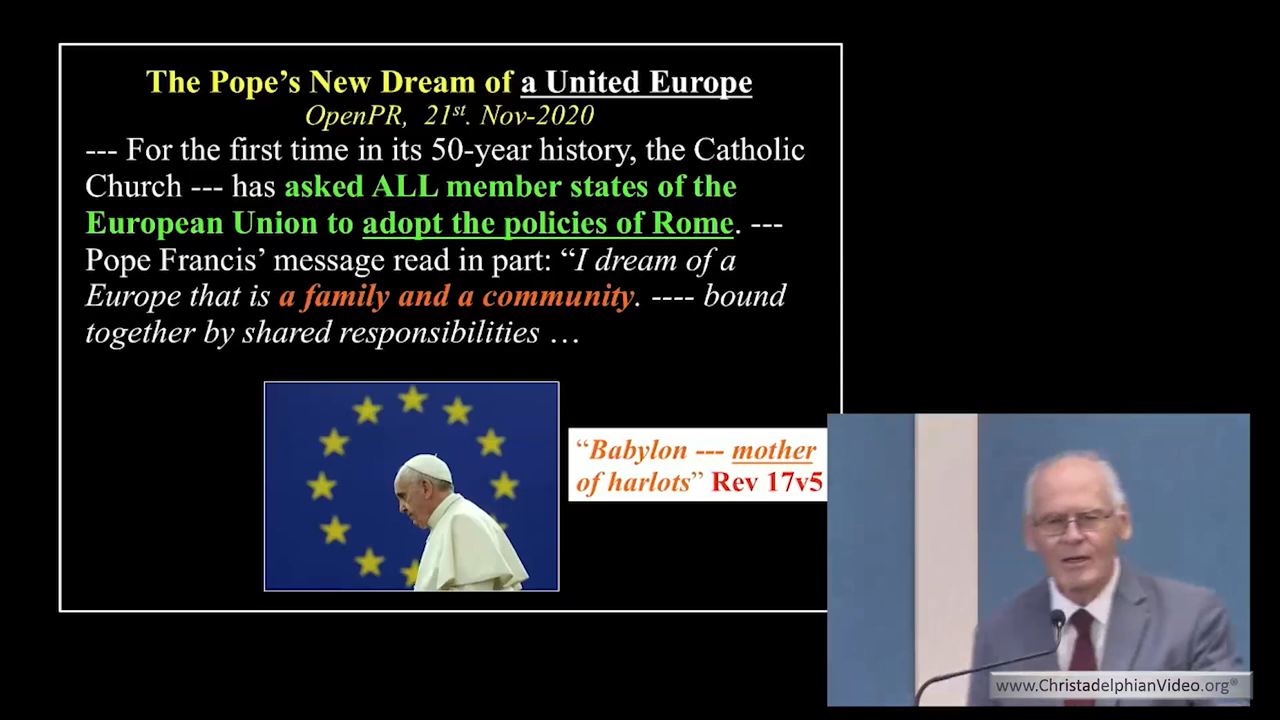 The Pope's New Dream of a United Europe
OpenPR, 21st. Nov-2020
--- For the first time in its 50-year history, the Catholic
Church --- has asked ALL member states of the
European Union to adopt the policies of Rome. ---
Pope Francis' message read in part: “I dream of a
Europe that is a family and a community. ---- bound
together by shared responsibilities …
“Babylon --- mother
of harlots” Rev 17v5
www.ChristadelphianVideo.org®